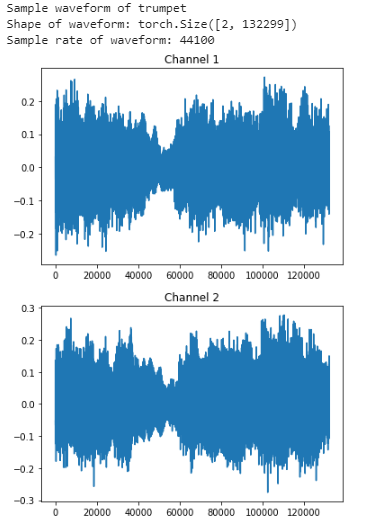 Sample waveform of trumpet
Shape of waveform: torch.Size([2, 132299])
Sample rate of waveform: 44100
Channel 1
0.2
0.1
0.0
−0.1
−0.2
0 20000 40000 60000 80000 100000 120000
Channel 2
0.3
0.2
0.1
0.0
−0.1
−0.2
−0.3
0 20000 40000 60000 80000 100000 120000